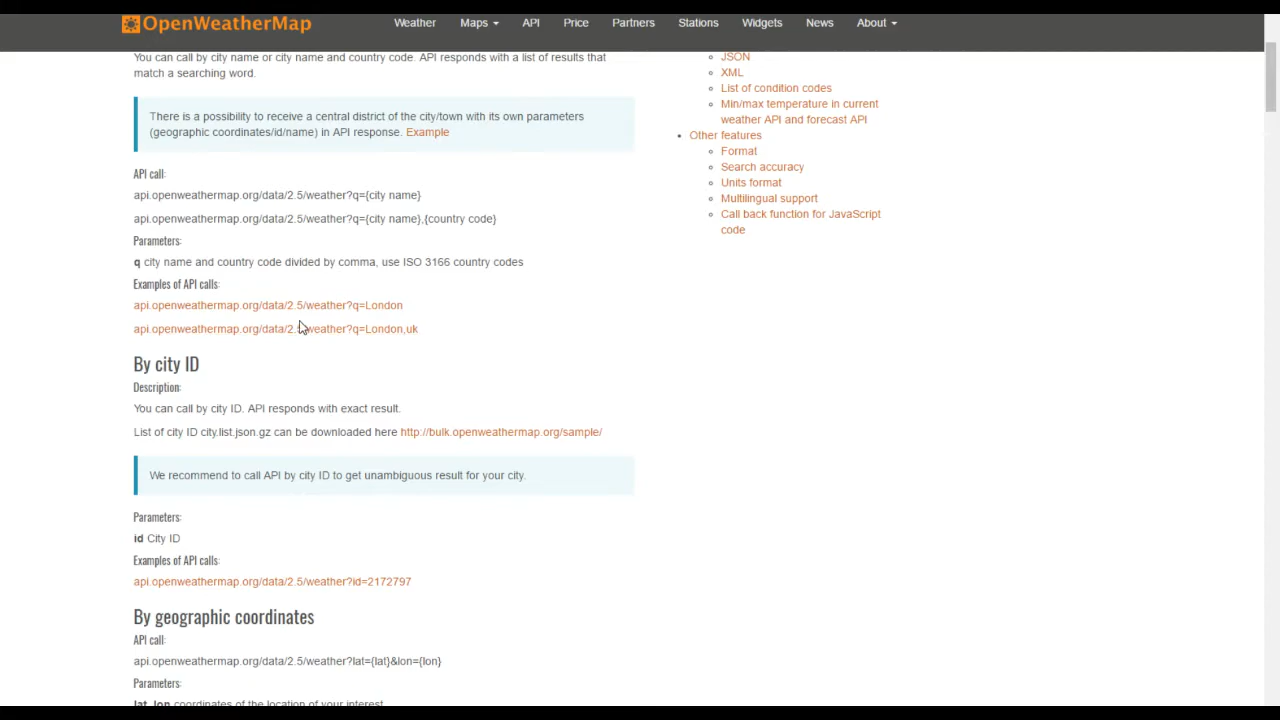 OpenWeatherMap
Weather Maps API Price Partners Stations Widgets News About
You can call by city name or city name and country code. API responds with a list of results that
match a searching word.
There is a possibility to receive a central district of the city/town with its own parameters
(geographic coordinates/id/name) in API response. Example
API call:
api.openweathermap.org/data/2.5/weather?q={city name}
api.openweathermap.org/data/2.5/weather?q={city name},{country code}
Parameters:
q city name and country code divided by comma, use ISO 3166 country codes
Examples of API calls:
api.openweathermap.org/data/2.5/weather?q=London
api.openweathermap.org/data/2.5/weather?q=London,uk
By city ID
Description:
You can call by city ID. API responds with exact result.
List of city ID city.list.json.gz can be downloaded here http://bulk.openweathermap.org/sample/
We recommend to call API by city ID to get unambiguous result for your city.
Parameters:
id City ID
Examples of API calls:
api.openweathermap.org/data/2.5/weather?id=2172797
By geographic coordinates
API call:
api.openweathermap.org/data/2.5/weather?lat={lat}&lon={lon}
Parameters:
lat, lon coordinates of the location of your interest
JSON
XML
List of condition codes
Min/max temperature in current
weather API and forecast API
Other features
Format
Search accuracy
Units format
Multilingual support
Call back function for JavaScript
code